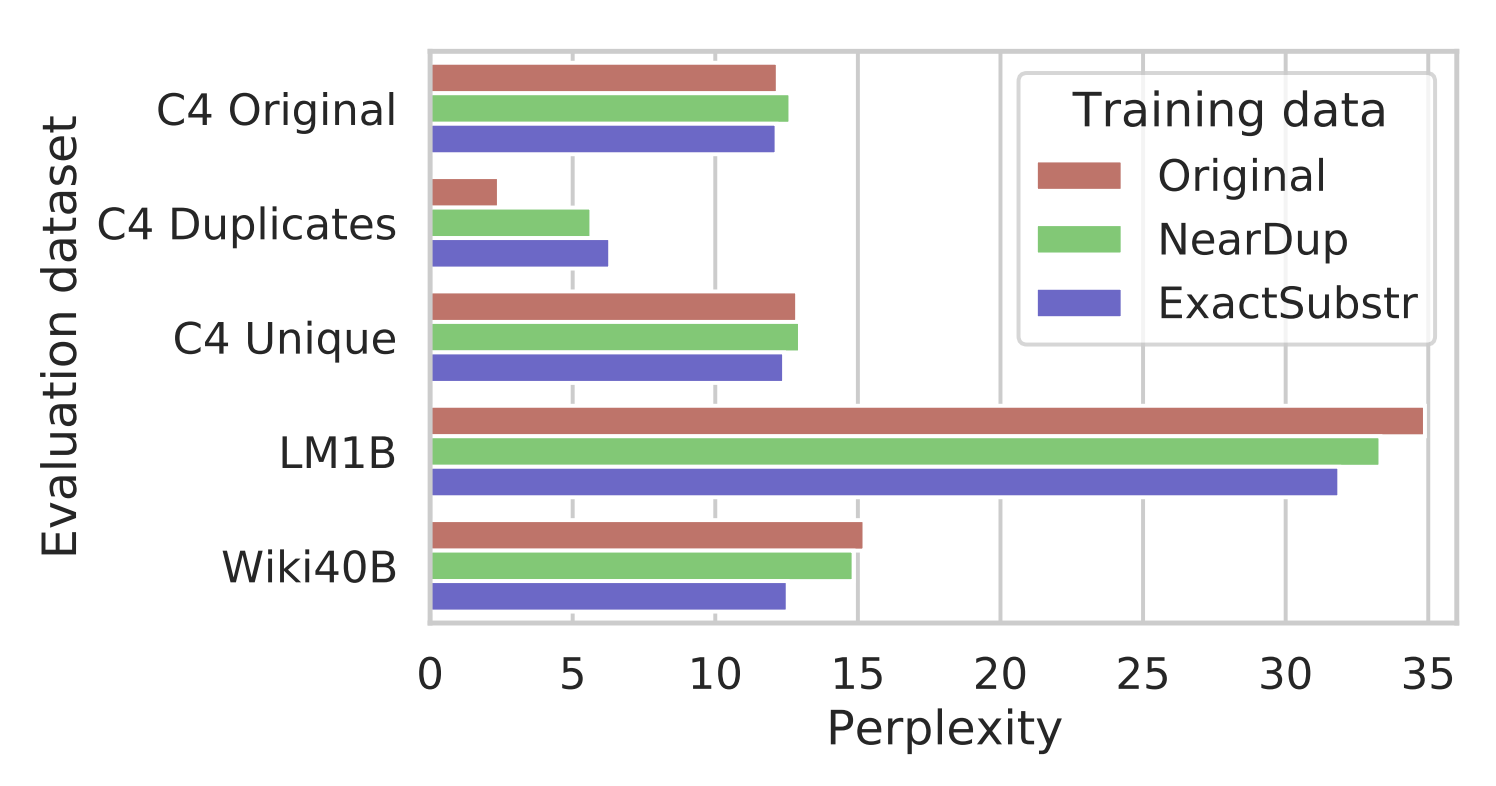 Evaluation dataset
C4 Original
C4 Duplicates
C4 Unique
LM1B
Wiki40B
Training data
Original
NearDup
ExactSubstr
0 5 10 15 20 25 30 35
Perplexity